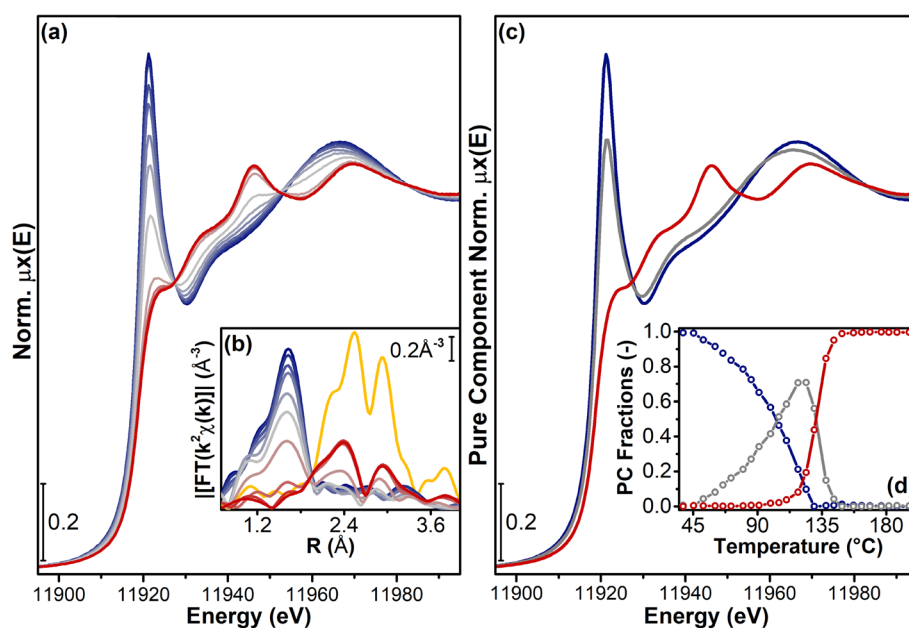 (a)
Norm. μx(E)
0.2
11900 11920 11940 11960 11980
Energy (eV)
(b)
0.2Å⁻³
|[FT(k²χ(k)]| (Å⁻³)
1.2 2.4 3.6
R (Å)
(c)
Pure Component Norm. μx(E)
0.2
11900 11920 11940 11960 11980
Energy (eV)
(d)
PC Fractions (-)
1.0
0.8
0.6
0.4
0.2
0.0
45 90 135 180
Temperature (°C)